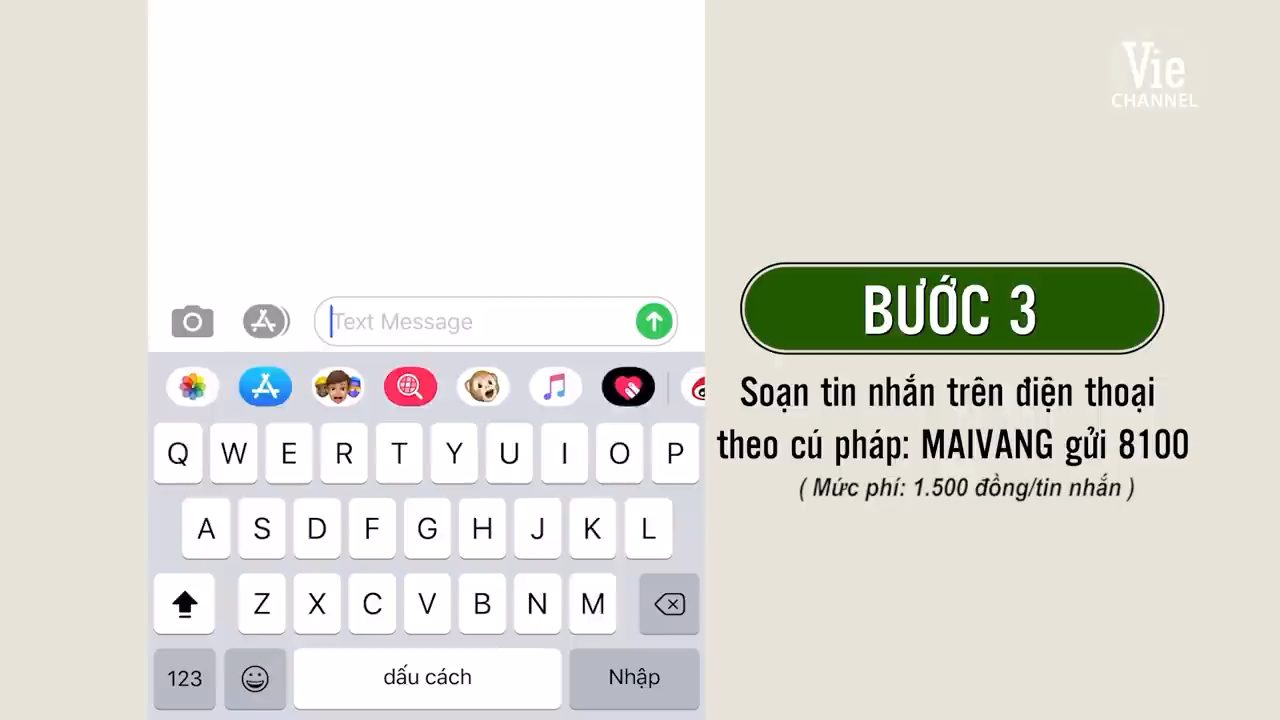 Vie
CHANNEL
Text Message
BƯỚC 3
Soạn tin nhắn trên điện thoại
theo cú pháp: MAIVANG gửi 8100
( Mức phí: 1.500 đồng/tin nhắn )
Q W E R T Y U I O P
A S D F G H J K L
Z X C V B N M
123 dấu cách Nhập